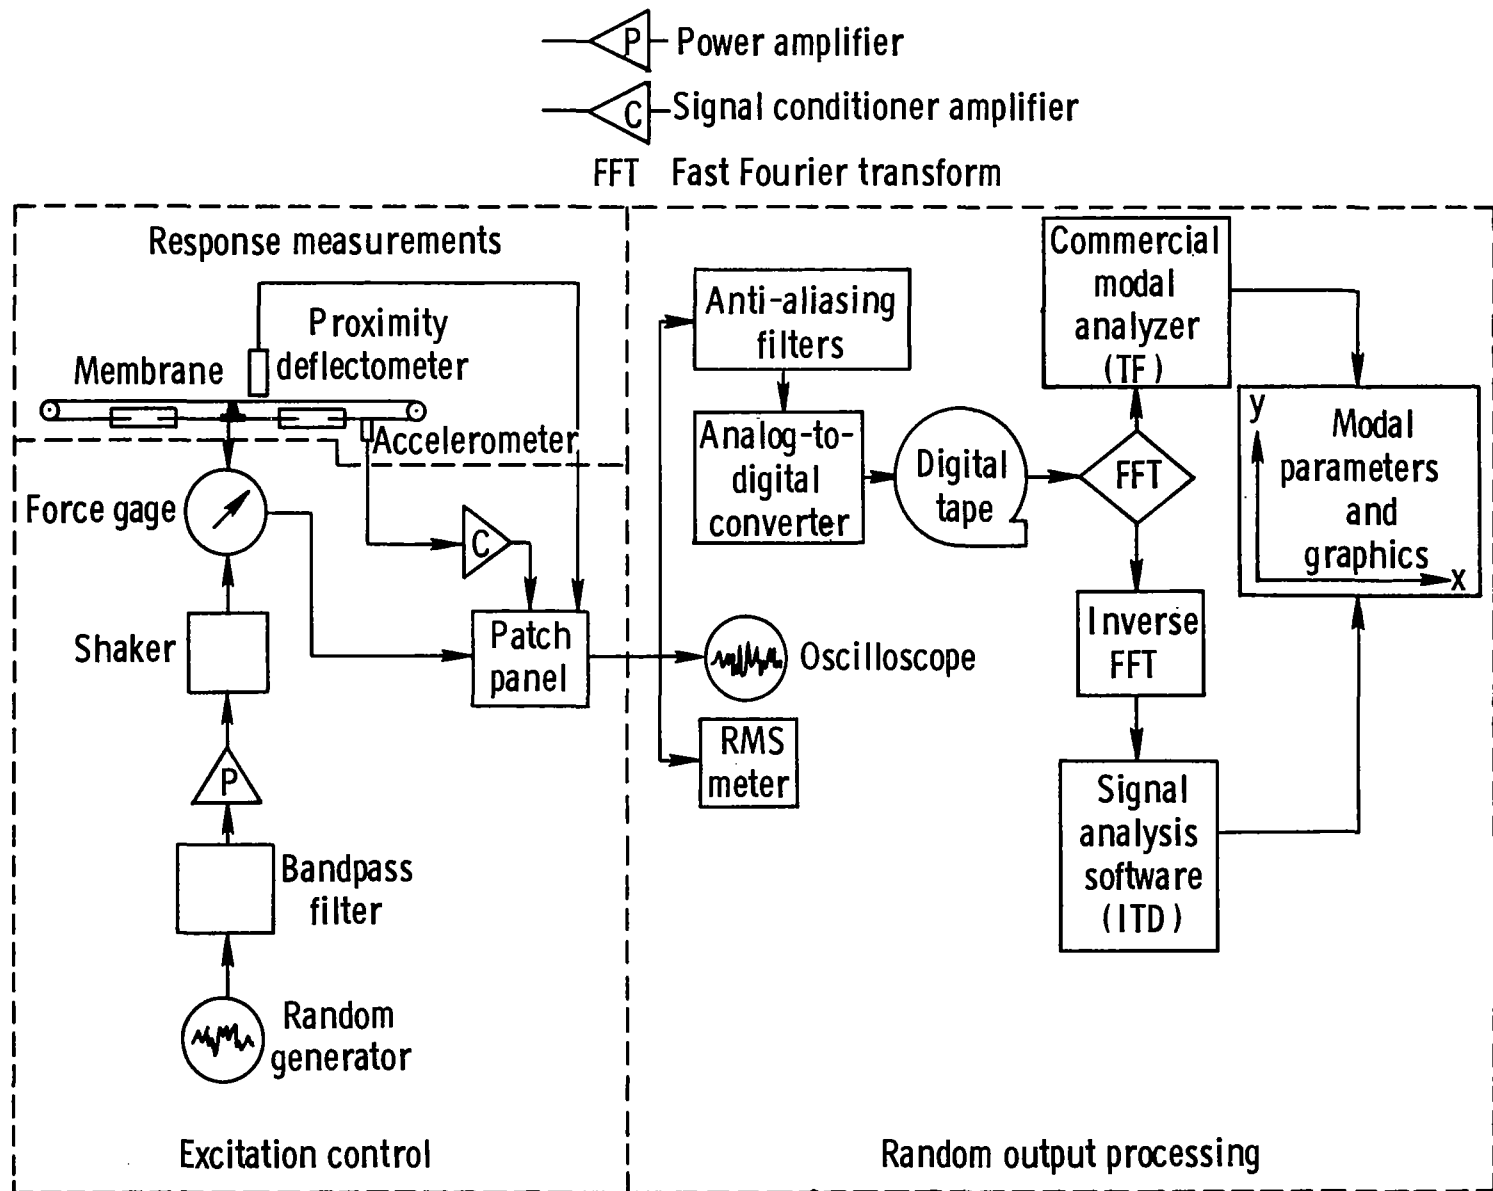 P Power amplifier
C Signal conditioner amplifier
FFT Fast Fourier transform
Response measurements
Proximity
deflectometer
Membrane
Accelerometer
Force gage
C
Shaker
Patch
panel
P
Bandpass
filter
Random
generator
Excitation control
Anti-aliasing
filters
Analog-to-
digital
converter
Digital
tape
FFT
Commercial
modal
analyzer
(TF)
y
Modal
parameters
and
graphics
x
Inverse
FFT
Oscilloscope
RMS
meter
Signal
analysis
software
(ITD)
Random output processing